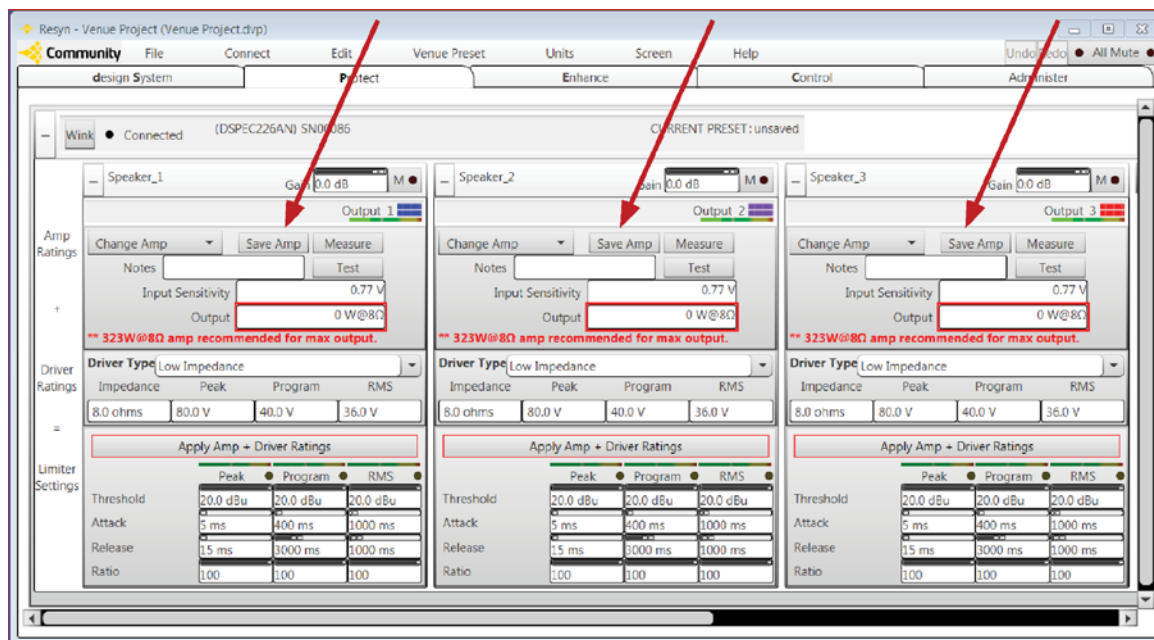 Resyn - Venue Project (Venue Project.dvp)
Community File Connect Edit Venue Preset Units Screen Help Undo Redo All Mute
design System Protect Enhance Control Administer
Wink Connected (DSPEC226AN) SN00086 CURRENT PRESET: unsaved
Speaker_1 Gain 0.0 dB M Speaker_2 Gain 0.0 dB M Speaker_3 Gain 0.0 dB M
Output 1 Output 2 Output 3
Amp Ratings
+
Driver Ratings
=
Limiter Settings
Change Amp Save Amp Measure
Notes Test
Input Sensitivity 0.77 V
Output 0 W@8Ω
** 323W@8Ω amp recommended for max output.
Driver Type Low Impedance
Impedance Peak Program RMS
8.0 ohms 80.0 V 40.0 V 36.0 V
Apply Amp + Driver Ratings
Peak Program RMS
Threshold 20.0 dBu 20.0 dBu 20.0 dBu
Attack 5 ms 400 ms 1000 ms
Release 15 ms 3000 ms 1000 ms
Ratio 100 100 100
Change Amp Save Amp Measure
Notes Test
Input Sensitivity 0.77 V
Output 0 W@8Ω
** 323W@8Ω amp recommended for max output.
Driver Type Low Impedance
Impedance Peak Program RMS
8.0 ohms 80.0 V 40.0 V 36.0 V
Apply Amp + Driver Ratings
Peak Program RMS
Threshold 20.0 dBu 20.0 dBu 20.0 dBu
Attack 5 ms 400 ms 1000 ms
Release 15 ms 3000 ms 1000 ms
Ratio 100 100 100
Change Amp Save Amp Measure
Notes Test
Input Sensitivity 0.77 V
Output 0 W@8Ω
** 323W@8Ω amp recommended for max output.
Driver Type Low Impedance
Impedance Peak Program RMS
8.0 ohms 80.0 V 40.0 V 36.0 V
Apply Amp + Driver Ratings
Peak Program RMS
Threshold 20.0 dBu 20.0 dBu 20.0 dBu
Attack 5 ms 400 ms 1000 ms
Release 15 ms 3000 ms 1000 ms
Ratio 100 100 100